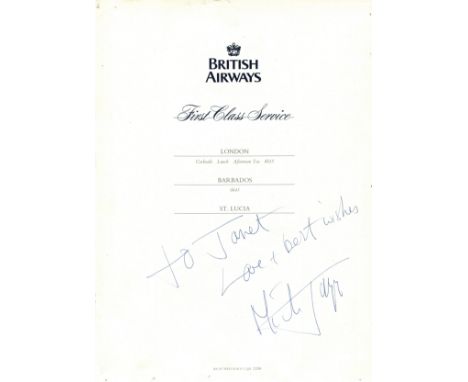 BRITISH
AIRWAYS
First Class Service
LONDON
Cocktails Lunch Afternoon Tea
BARBADOS
ST. LUCIA
to Janet
Love & best wishes